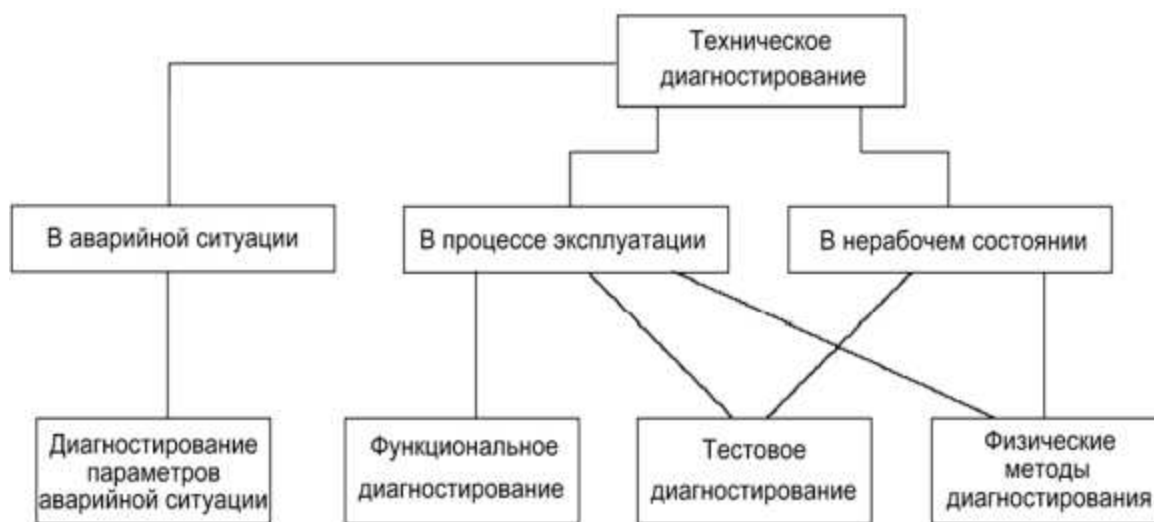 Техническое
диагностирование
В аварийной ситуации
В процессе эксплуатации
В нерабочем состоянии
Диагностирование
параметров
аварийной ситуации
Функциональное
диагностирование
Тестовое
диагностирование
Физические
методы
диагностирования